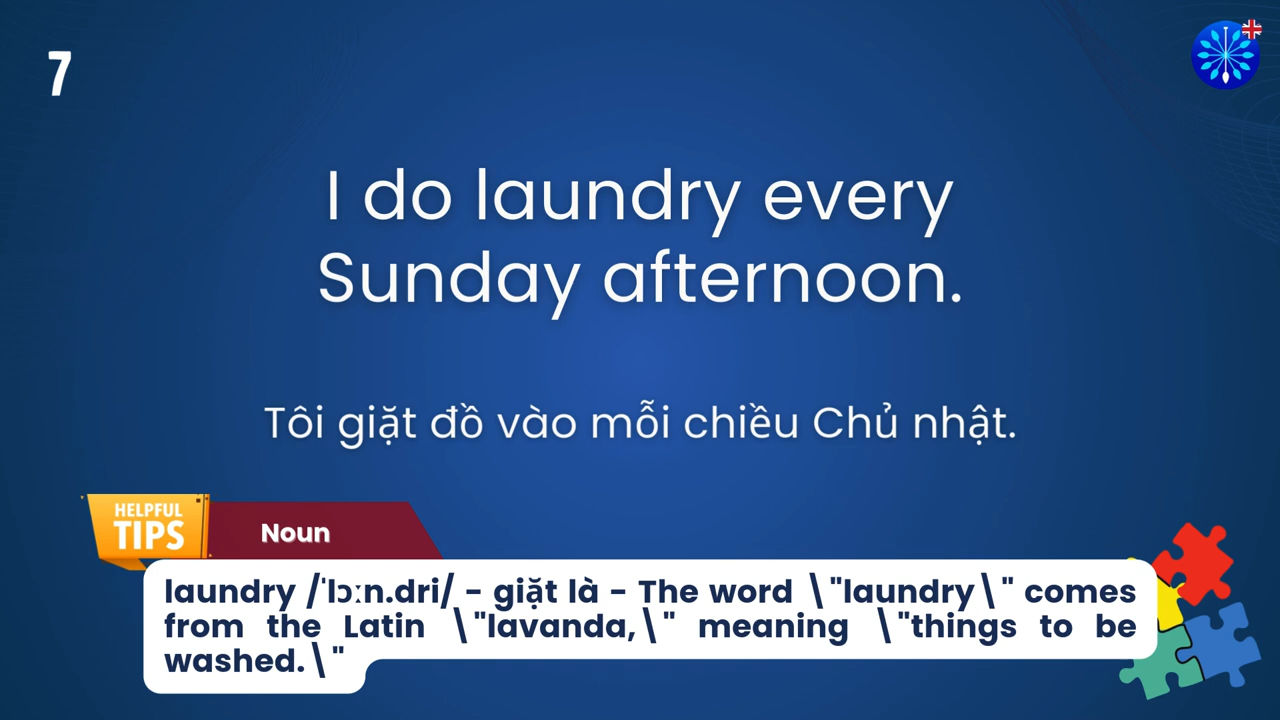 7
I do laundry every
Sunday afternoon.
Tôi giặt đồ vào mỗi chiều Chủ nhật.
HELPFUL
TIPS
Noun
laundry /ˈlɔːn.dri/ - giặt là - The word \"laundry\" comes
from the Latin \"lavanda,\" meaning \"things to be
washed.\"